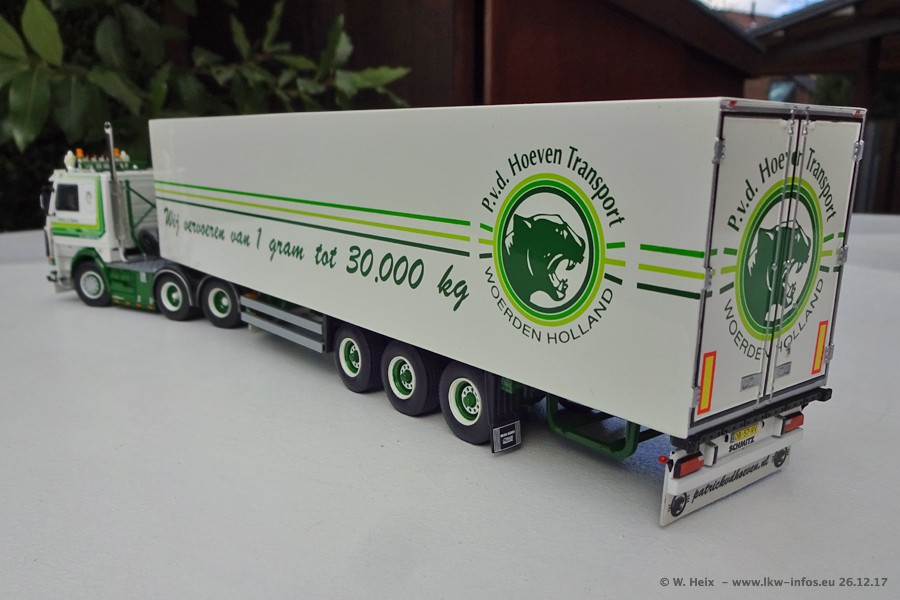 P.v.d. Hoeven Transport
WOERDEN HOLLAND
Wij vervoeren van 1 gram tot 30.000 kg
P.v.d. Hoeven Transport
WOERDEN HOLLAND
SCHMITZ
patrickvdhoeven.nl
© W. Heix - www.lkw-infos.eu 26.12.17